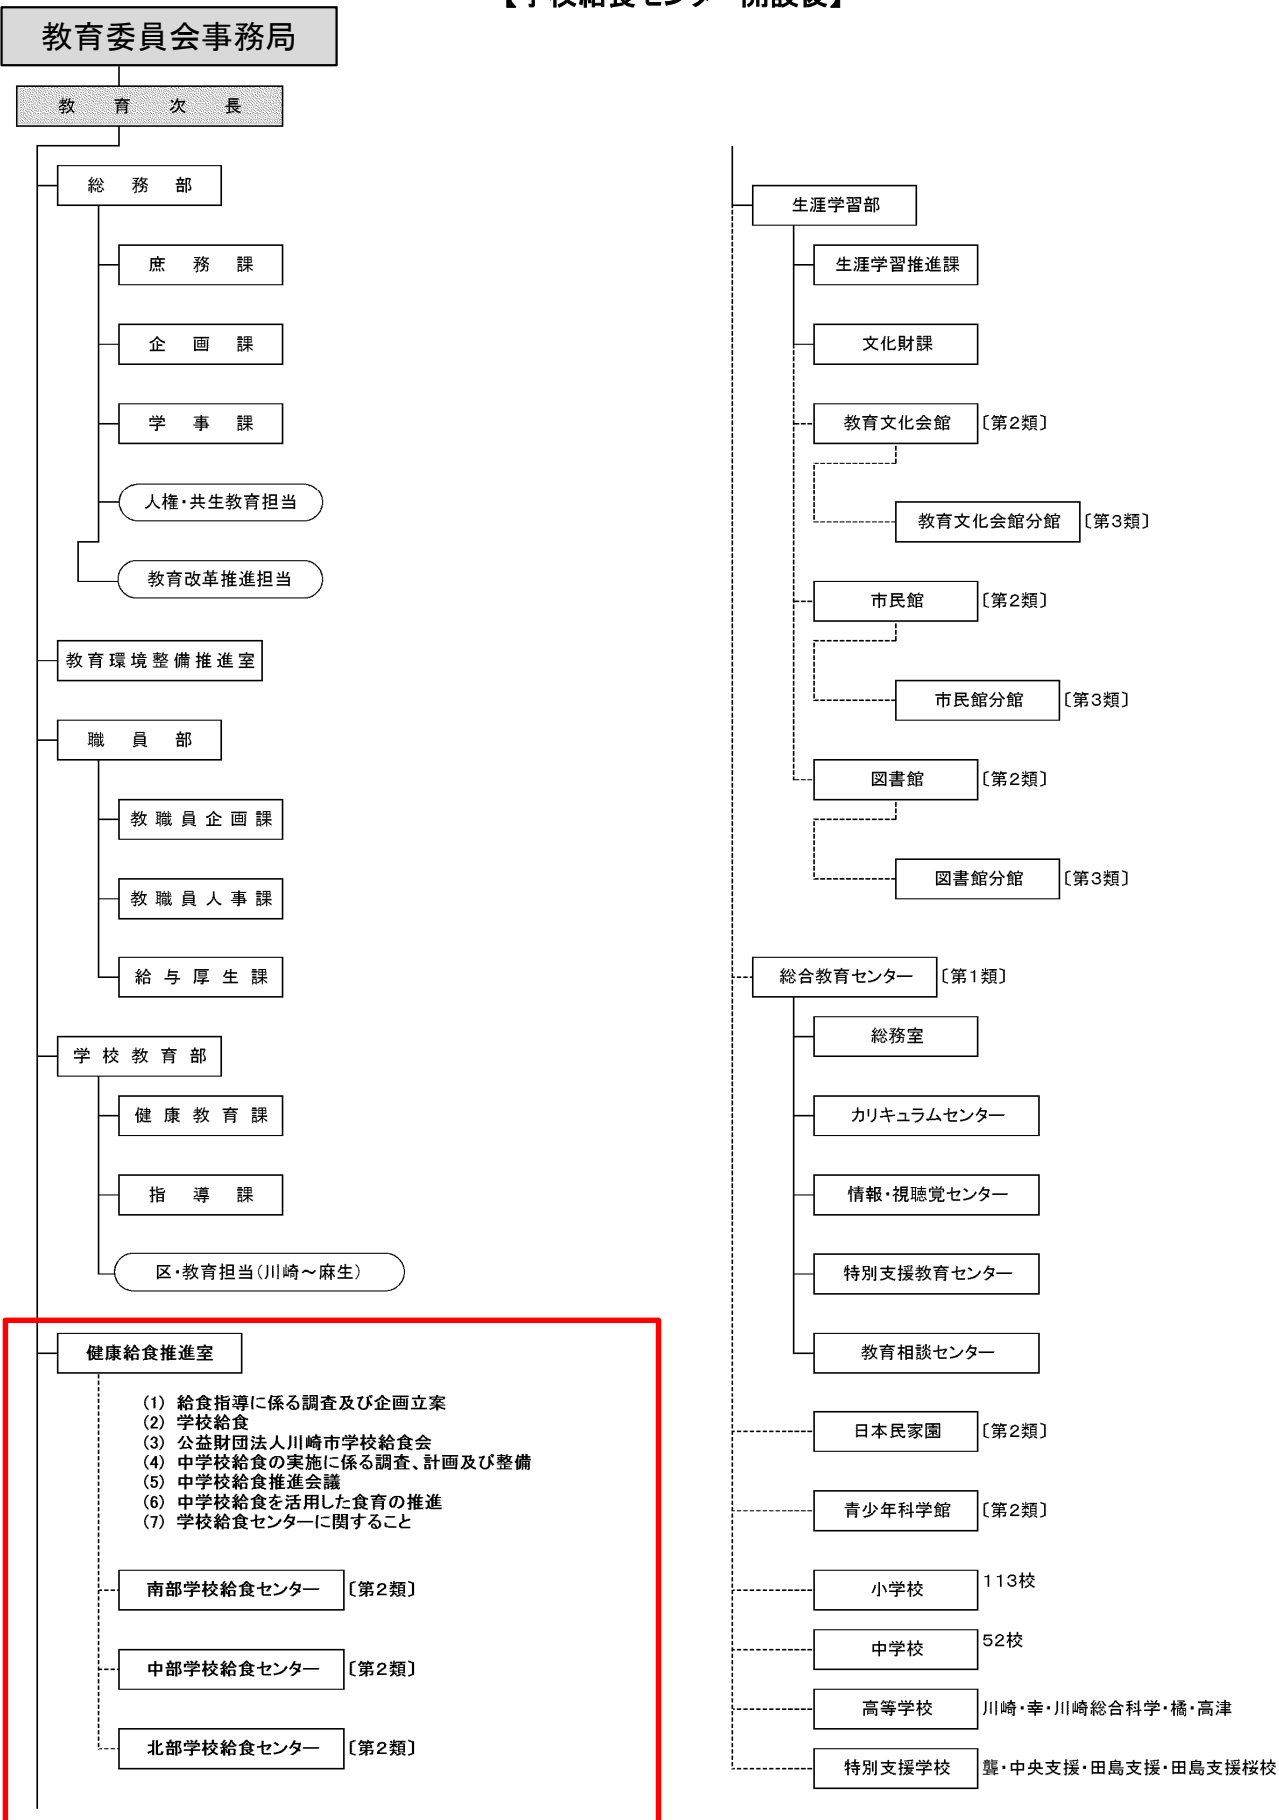 【学校給食センター開設後】
教育委員会事務局
教育次長
総務部
庶務課
企画課
学事課
人権・共生教育担当
教育改革推進担当
教育環境整備推進室
職員部
教職員企画課
教職員人事課
給与厚生課
学校教育部
健康教育課
指導課
区・教育担当(川崎～麻生)
健康給食推進室
(1) 給食指導に係る調査及び企画立案
(2) 学校給食
(3) 公益財団法人川崎市学校給食会
(4) 中学校給食の実施に係る調査、計画及び整備
(5) 中学校給食推進会議
(6) 中学校給食を活用した食育の推進
(7) 学校給食センターに関すること
南部学校給食センター 〔第2類〕
中部学校給食センター 〔第2類〕
北部学校給食センター 〔第2類〕
生涯学習部
生涯学習推進課
文化財課
教育文化会館 〔第2類〕
教育文化会館分館 〔第3類〕
市民館 〔第2類〕
市民館分館 〔第3類〕
図書館 〔第2類〕
図書館分館 〔第3類〕
総合教育センター 〔第1類〕
総務室
カリキュラムセンター
情報・視聴覚センター
特別支援教育センター
教育相談センター
日本民家園 〔第2類〕
青少年科学館 〔第2類〕
小学校 113校
中学校 52校
高等学校 川崎・幸・川崎総合科学・橘・高津
特別支援学校 聾・中央支援・田島支援・田島支援桜校